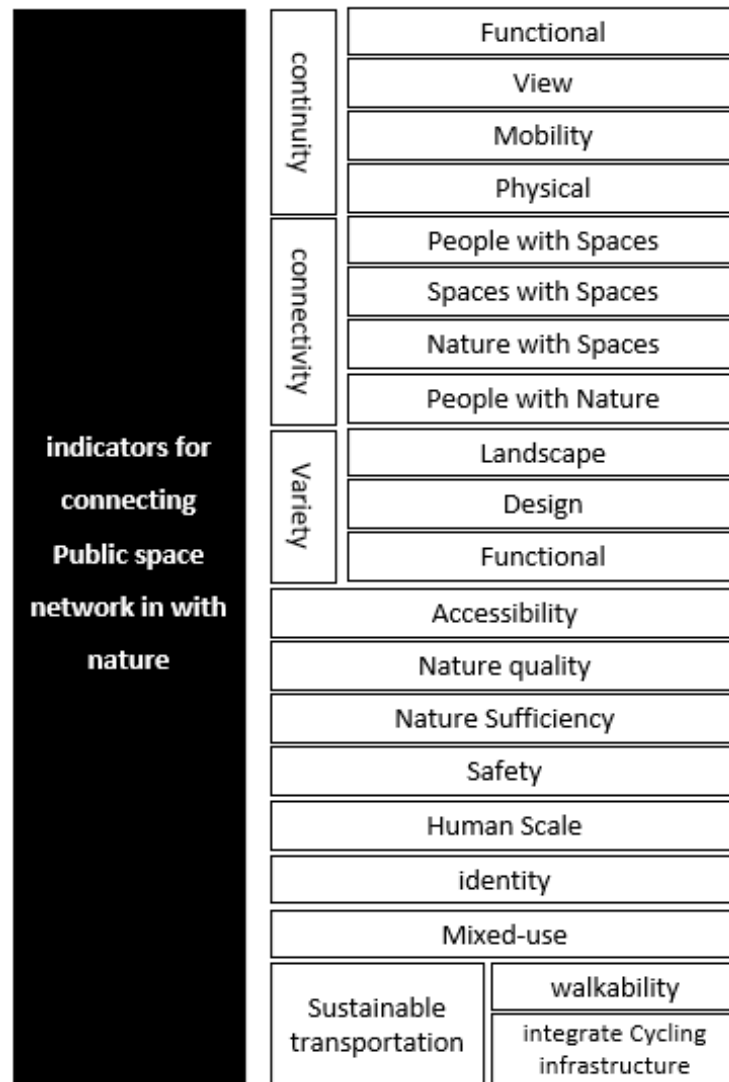 indicators for
connecting
Public space
network in with
nature
continuity
Functional
View
Mobility
Physical
connectivity
People with Spaces
Spaces with Spaces
Nature with Spaces
People with Nature
Variety
Landscape
Design
Functional
Accessibility
Nature quality
Nature Sufficiency
Safety
Human Scale
identity
Mixed-use
Sustainable
transportation
walkability
integrate Cycling
infrastructure